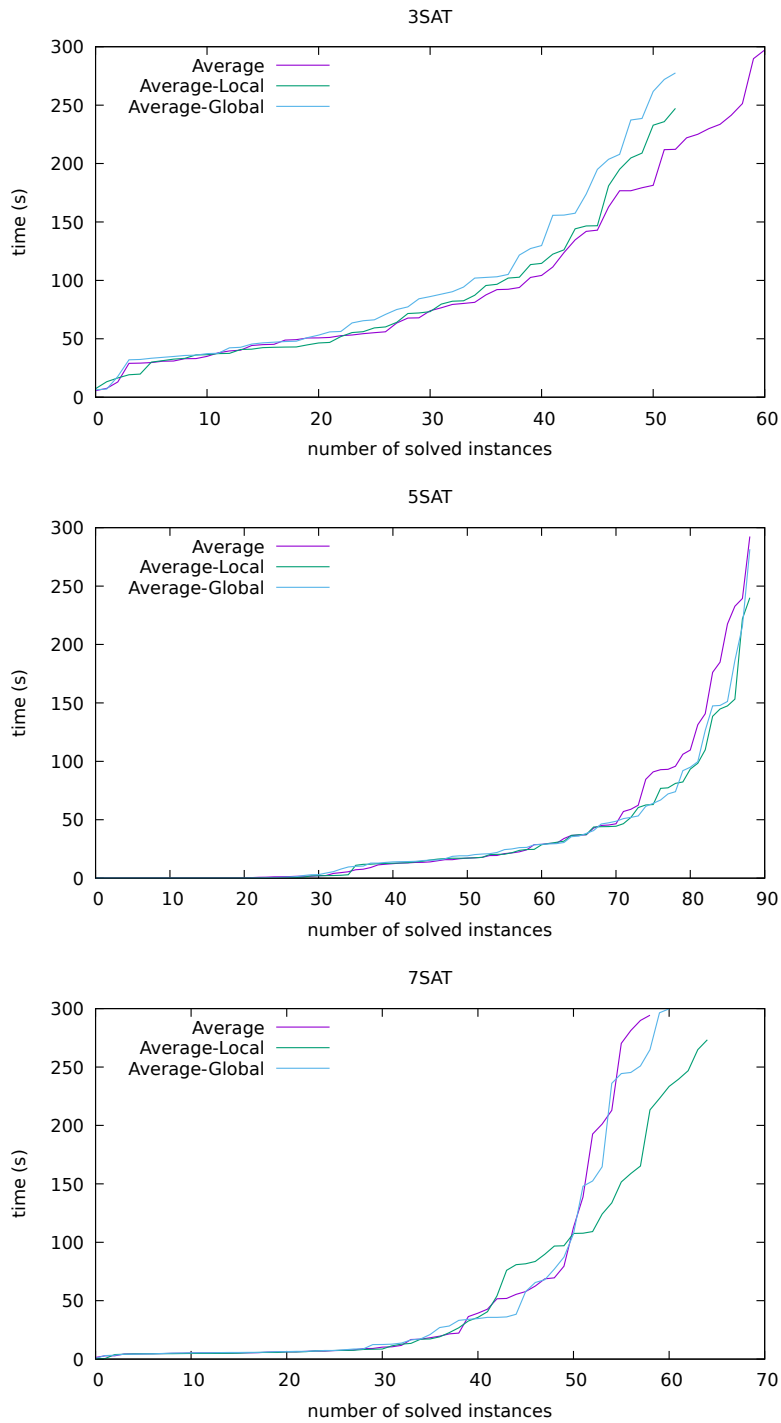 3SAT
300
250
200
150
100
50
0
time (s)
Average
Average-Local
Average-Global
0 10 20 30 40 50 60
number of solved instances
5SAT
300
250
200
150
100
50
0
time (s)
Average
Average-Local
Average-Global
0 10 20 30 40 50 60 70 80 90
number of solved instances
7SAT
300
250
200
150
100
50
0
time (s)
Average
Average-Local
Average-Global
0 10 20 30 40 50 60 70
number of solved instances